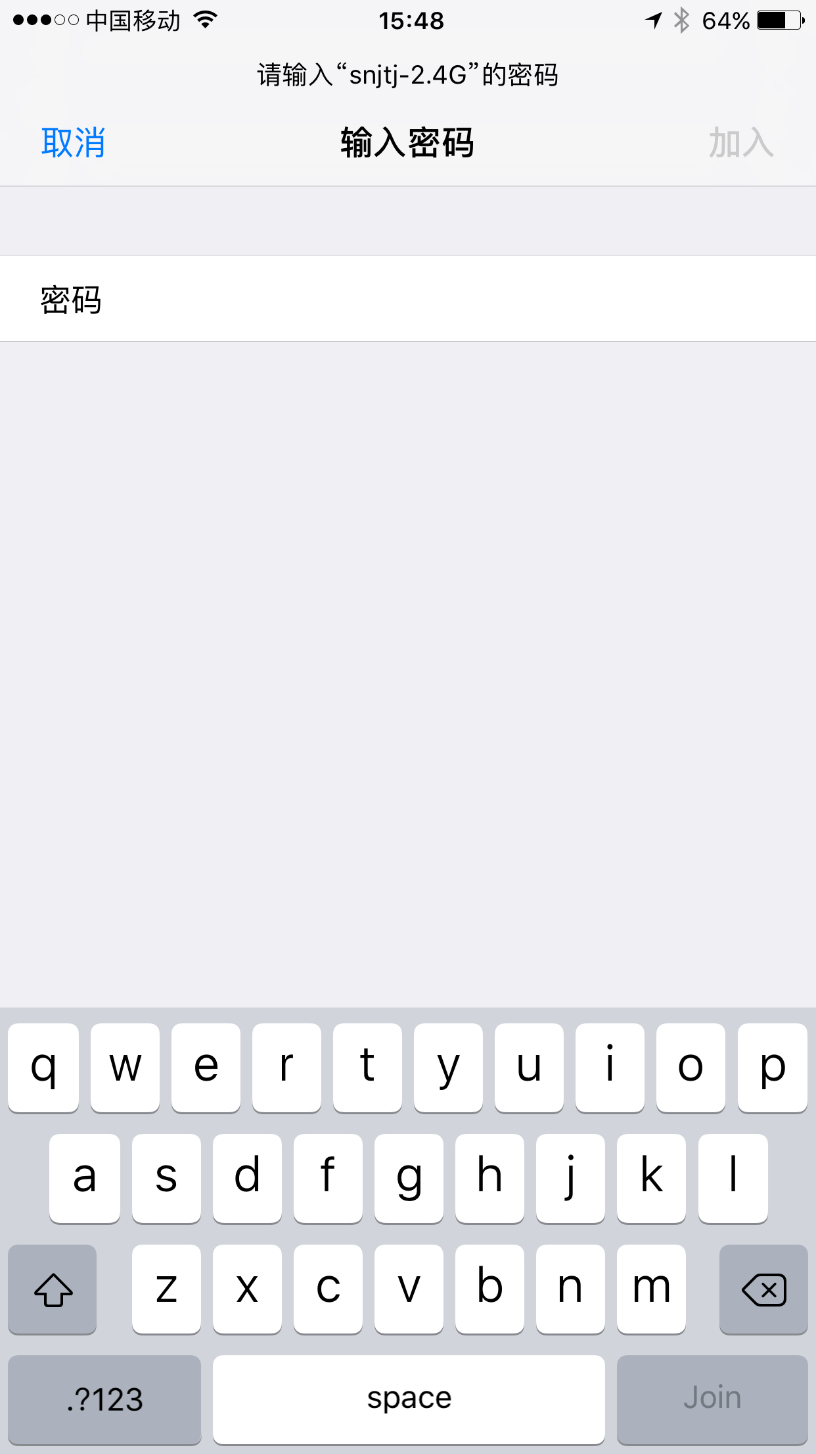 中国移动 15:48 64%
请输入“snjtj-2.4G”的密码
取消 输入密码 加入
密码
q w e r t y u i o p
a s d f g h j k l
z x c v b n m
.?123 space Join